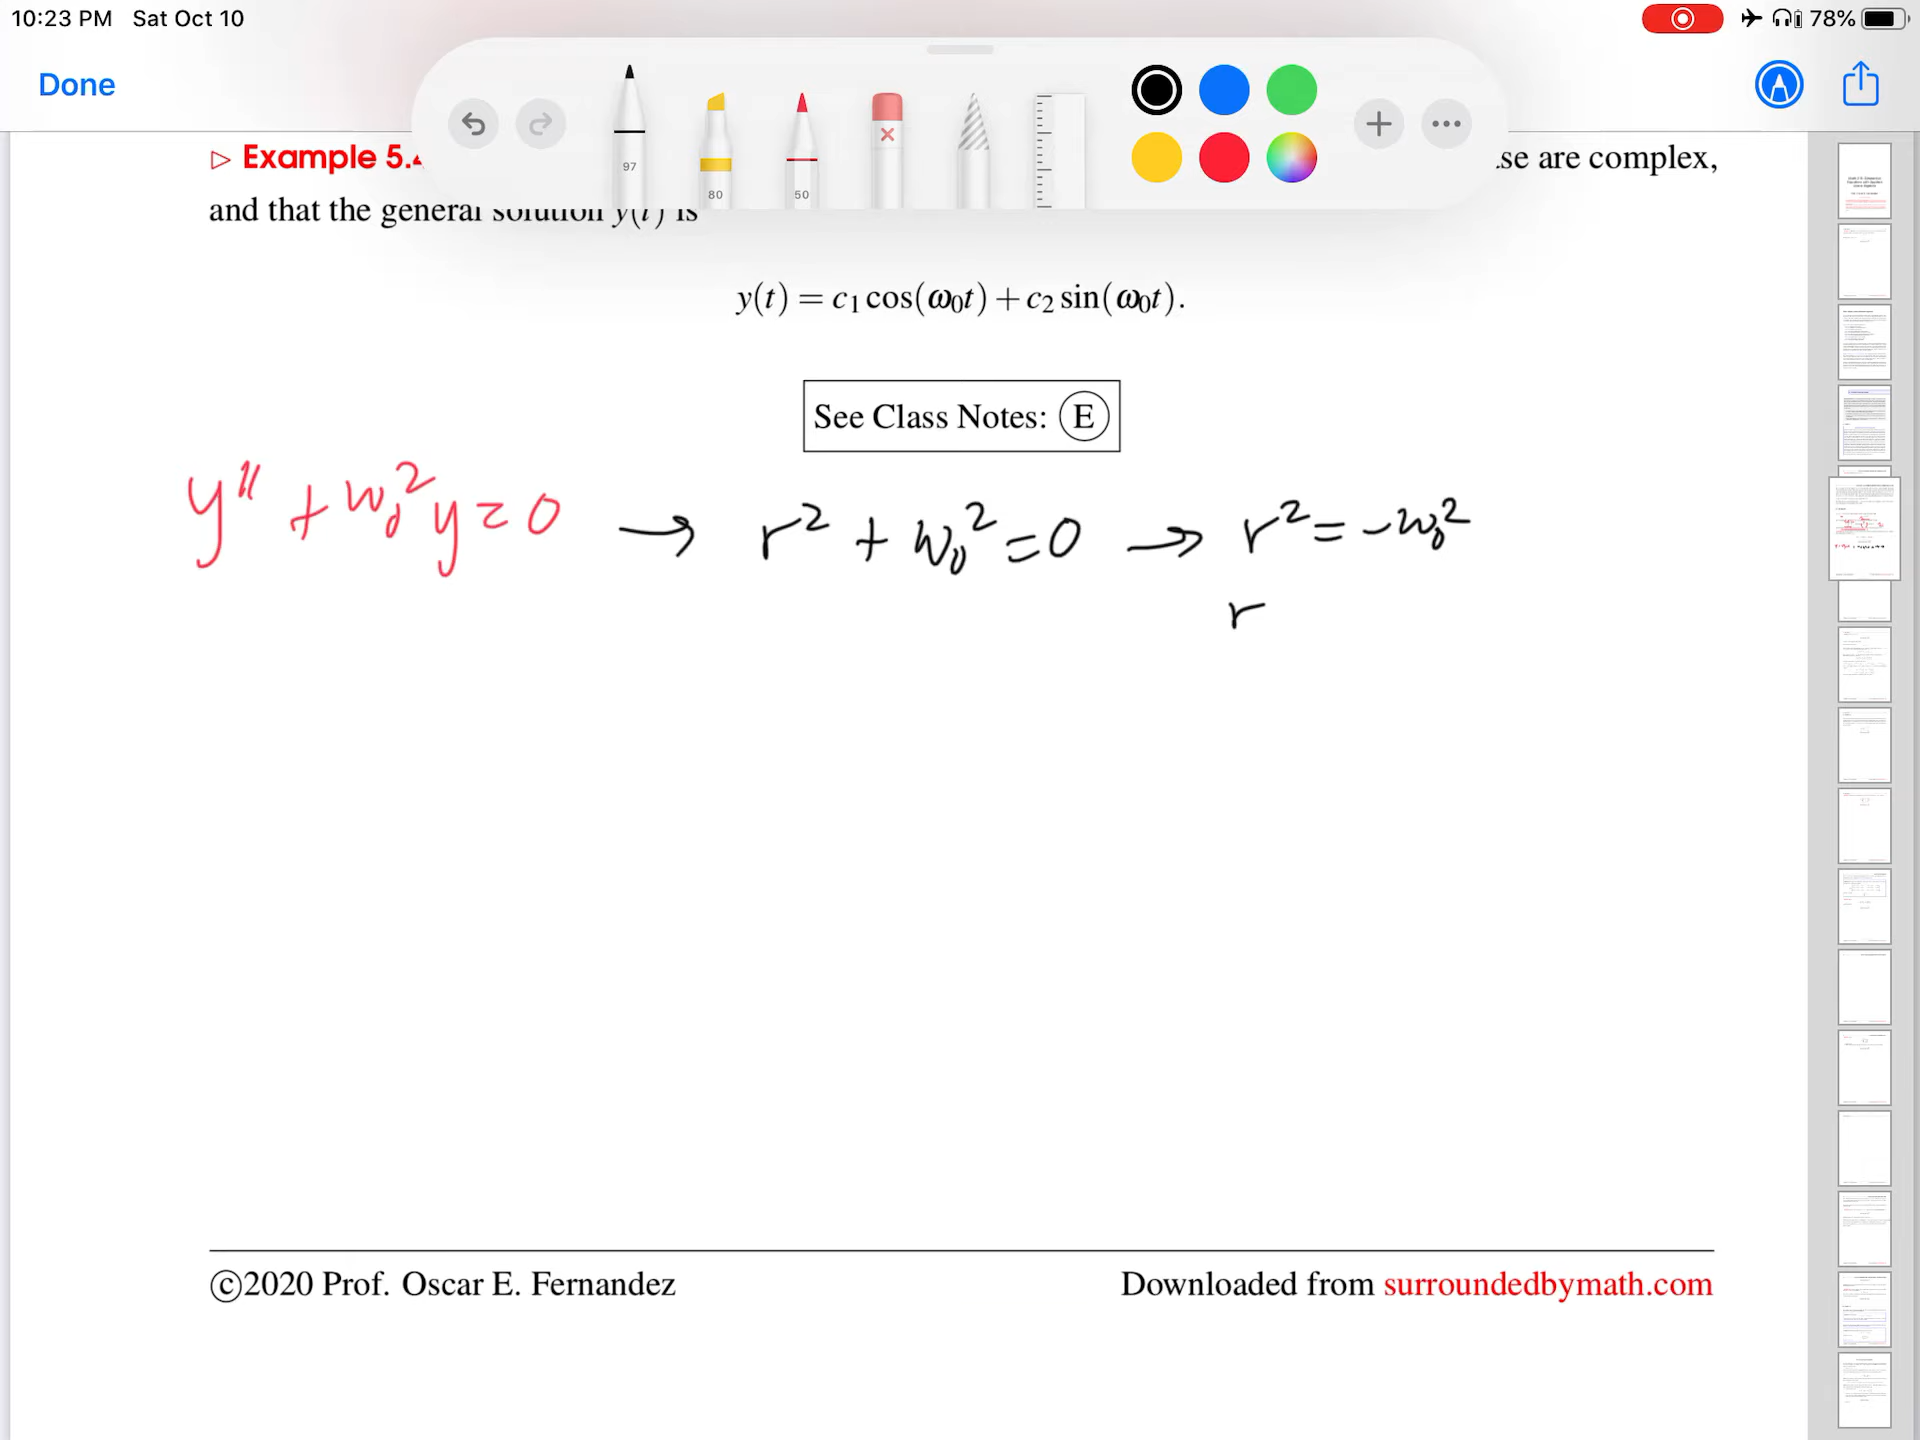 10:23 PM Sat Oct 10
78%
Done
97
80
50
▷ Example 5.
se are complex,
and that the general solution y(t) is
y(t) = c₁ cos(ω₀t) + c₂ sin(ω₀t).
See Class Notes: Ⓔ
y'' + w₀²y = 0 → r² + w₀² = 0 → r² = -w₀²
r
©2020 Prof. Oscar E. Fernandez
Downloaded from surroundedbymath.com